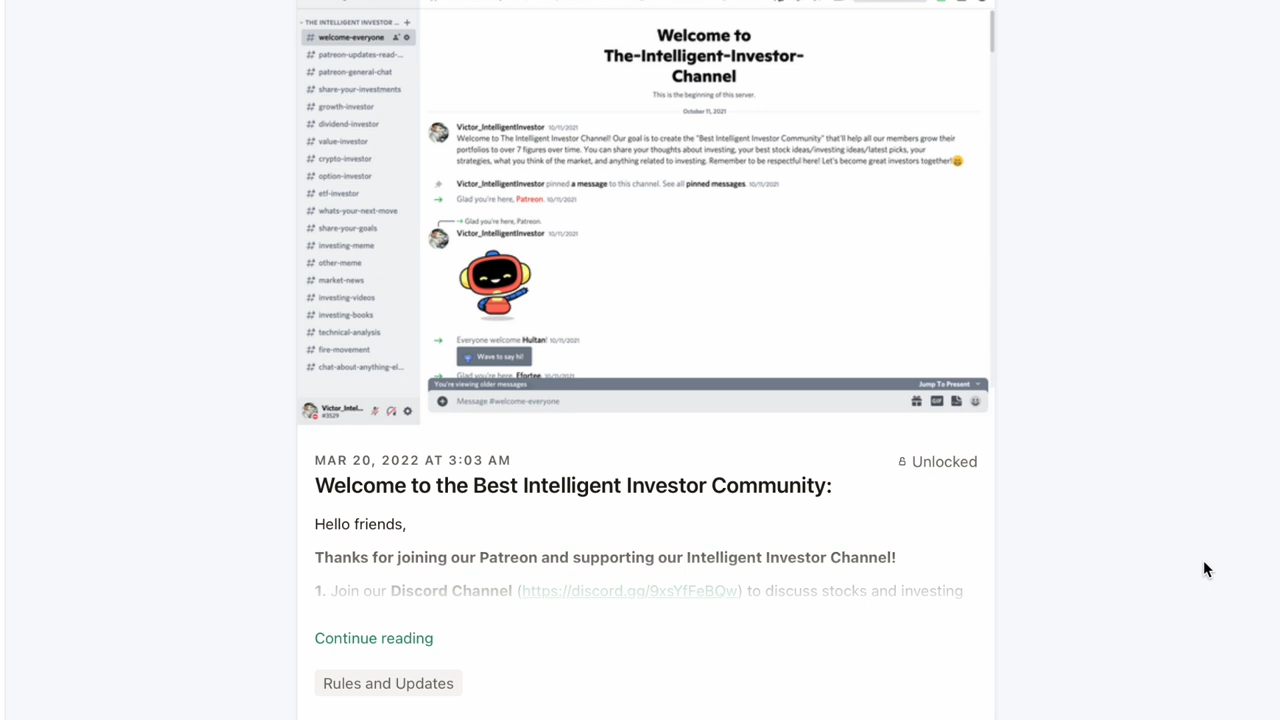 THE INTELLIGENT INVESTOR ...
welcome-everyone
patreon-updates-read-...
patreon-general-chat
share-your-investments
growth-investor
dividend-investor
value-investor
crypto-investor
option-investor
etf-investor
whats-your-next-move
share-your-goals
investing-meme
other-meme
market-news
investing-videos
investing-books
technical-analysis
fire-movement
chat-about-anything-el...
Victor_Intel...
#3529
Welcome to
The-Intelligent-Investor-
Channel
This is the beginning of this server.
October 11, 2021
Victor_IntelligentInvestor 10/11/2021
Welcome to The Intelligent Investor Channel! Our goal is to create the "Best Intelligent Investor Community" that'll help all our members grow their
portfolios to over 7 figures over time. You can share your thoughts about investing, your best stock ideas/investing ideas/latest picks, your
strategies, what you think of the market, and anything related to investing. Remember to be respectful here! Let's become great investors together!
Victor_IntelligentInvestor pinned a message to this channel. See all pinned messages. 10/11/2021
Glad you're here, Patreon. 10/11/2021
Glad you're here, Patreon.
Victor_IntelligentInvestor 10/11/2021
Everyone welcome Hultan! 10/11/2021
Wave to say hi!
Glad you're here, Efortee. 10/11/2021
You're viewing older messages
Jump To Present
Message #welcome-everyone
GIF
MAR 20, 2022 AT 3:03 AM
Unlocked
Welcome to the Best Intelligent Investor Community:
Hello friends,
Thanks for joining our Patreon and supporting our Intelligent Investor Channel!
1. Join our Discord Channel (https://discord.gg/9xsYfFeBQw) to discuss stocks and investing
Continue reading
Rules and Updates